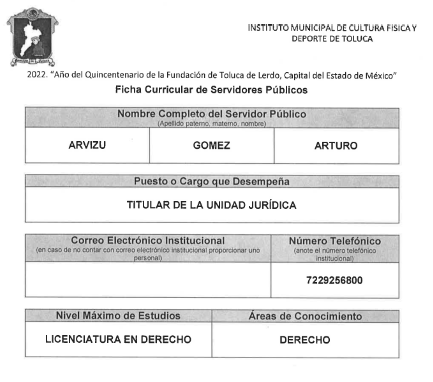 INSTITUTO MUNICIPAL DE CULTURA FISICA Y
DEPORTE DE TOLUCA
2022. "Año del Quincentenario de la Fundación de Toluca de Lerdo, Capital del Estado de México"
Ficha Curricular de Servidores Públicos
Nombre Completo del Servidor Público
(Apellido paterno, materno, nombre)
ARVIZU GOMEZ ARTURO
Puesto o Cargo que Desempeña
TITULAR DE LA UNIDAD JURÍDICA
Correo Electrónico Institucional Número Telefónico
(en caso de no contar con correo electrónico institucional proporcionar uno (anote el número telefónico
personal) institucional)
7229256800
Nivel Máximo de Estudios Áreas de Conocimiento
LICENCIATURA EN DERECHO DERECHO